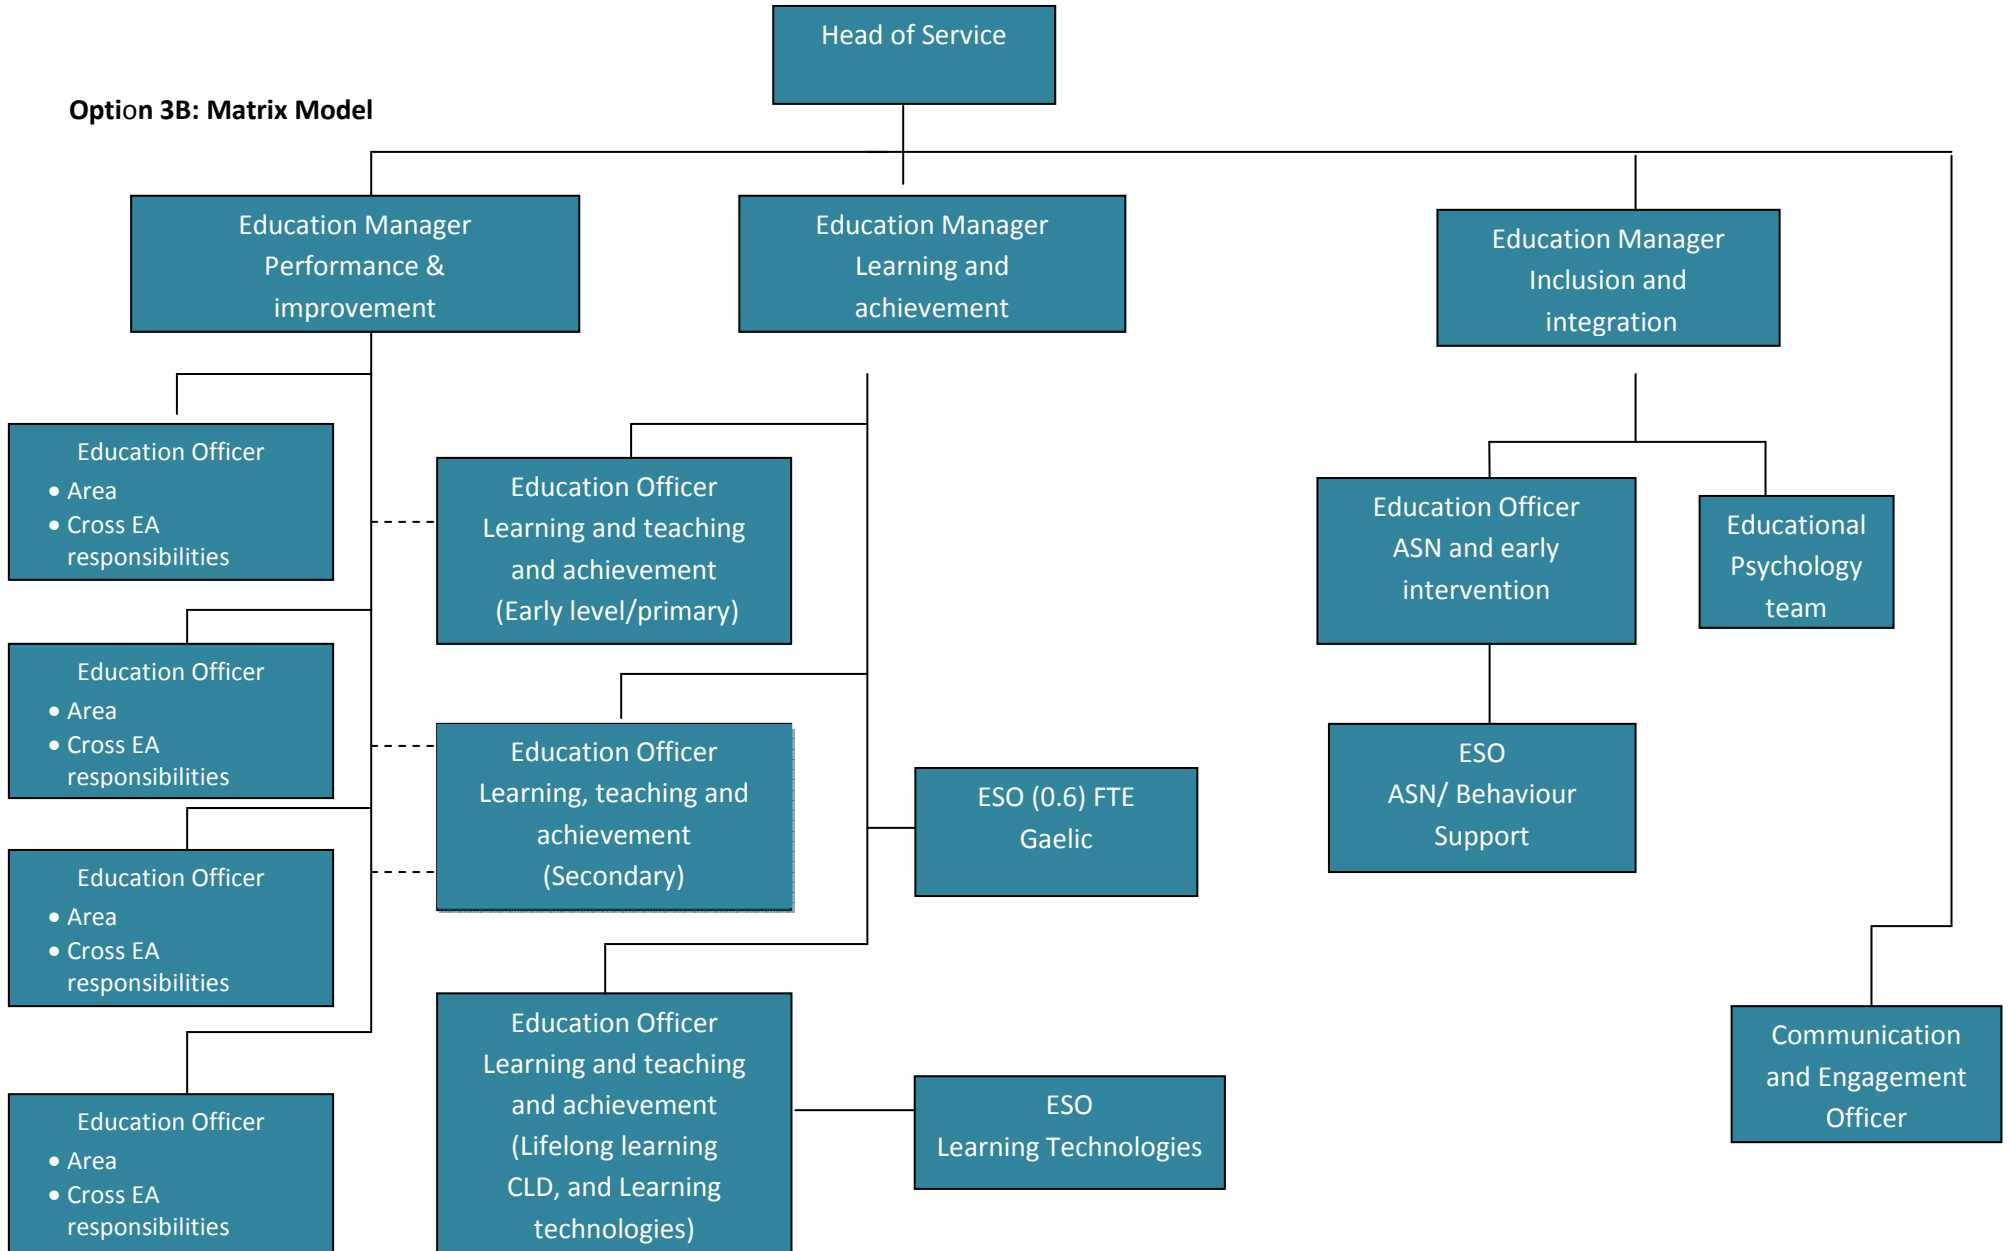 Head of Service
Option 3B: Matrix Model
Education Manager
Performance &
improvement
Education Manager
Learning and
achievement
Education Manager
Inclusion and
integration
Education Officer
• Area
• Cross EA
responsibilities
Education Officer
Learning and teaching
and achievement
(Early level/primary)
Education Officer
ASN and early
intervention
Educational
Psychology
team
Education Officer
• Area
• Cross EA
responsibilities
Education Officer
Learning, teaching and
achievement
(Secondary)
ESO (0.6) FTE
Gaelic
ESO
ASN/ Behaviour
Support
Education Officer
• Area
• Cross EA
responsibilities
Education Officer
Learning and teaching
and achievement
(Lifelong learning
CLD, and Learning
technologies)
ESO
Learning Technologies
Communication
and Engagement
Officer
Education Officer
• Area
• Cross EA
responsibilities